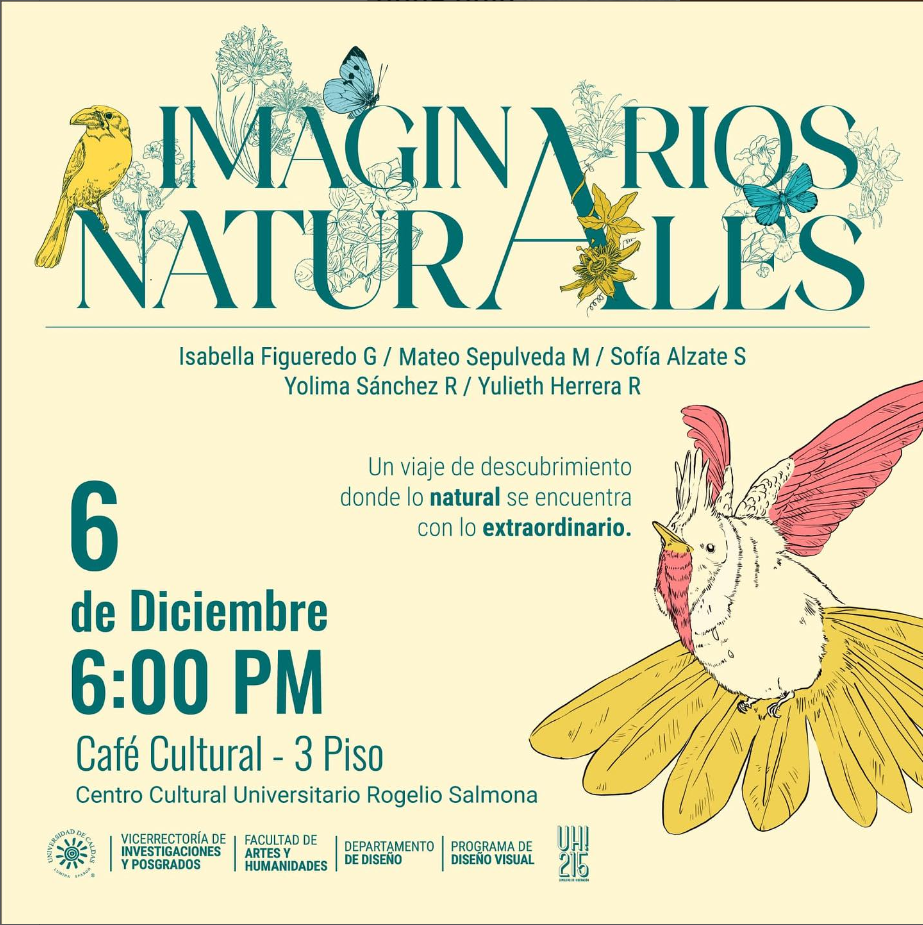 IMAGINARIOS
NATURALES
Isabella Figueredo G / Mateo Sepulveda M / Sofía Alzate S
Yolima Sánchez R / Yulieth Herrera R
Un viaje de descubrimiento
donde lo natural se encuentra
con lo extraordinario.
6
de Diciembre
6:00 PM
Café Cultural - 3 Piso
Centro Cultural Universitario Rogelio Salmona
UNIVERSIDAD DE CALDAS
VICERRECTORÍA DE
INVESTIGACIONES
Y POSGRADOS
FACULTAD DE
ARTES Y
HUMANIDADES
DEPARTAMENTO
DE DISEÑO
PROGRAMA DE
DISEÑO VISUAL
UH!
215